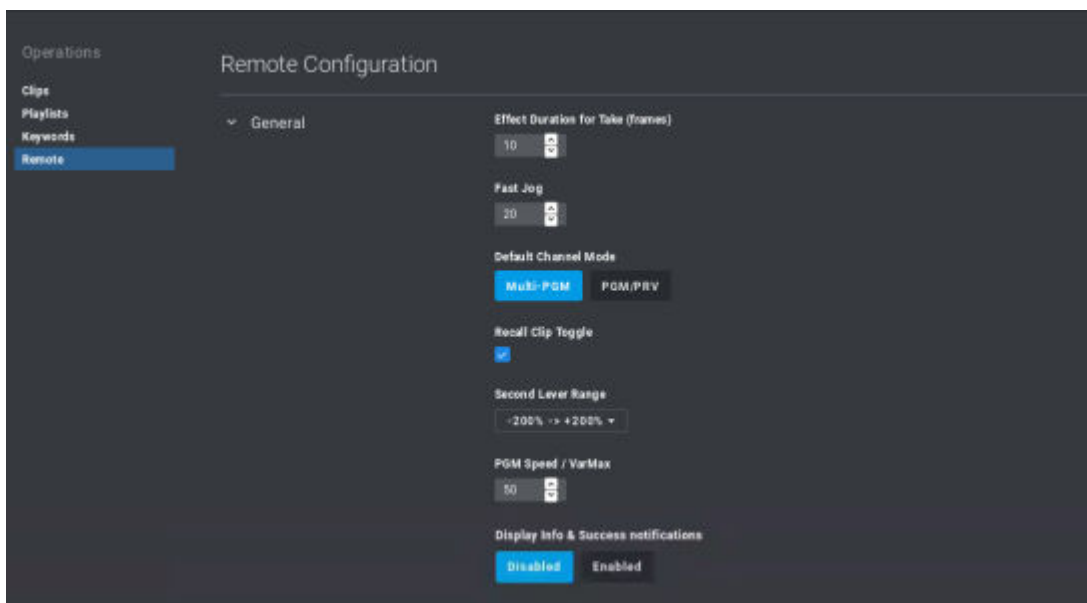 Operations
Clips
Playlists
Keywords
Remote
Remote Configuration
General
Effect Duration for Take (frames)
10
Fast Jog
20
Default Channel Mode
Multi-PGM PGM/PRV
Recall Clip Toggle
Second Lever Range
-200% -> +200%
PGM Speed / VarMax
50
Display Info & Success notifications
Disabled Enabled